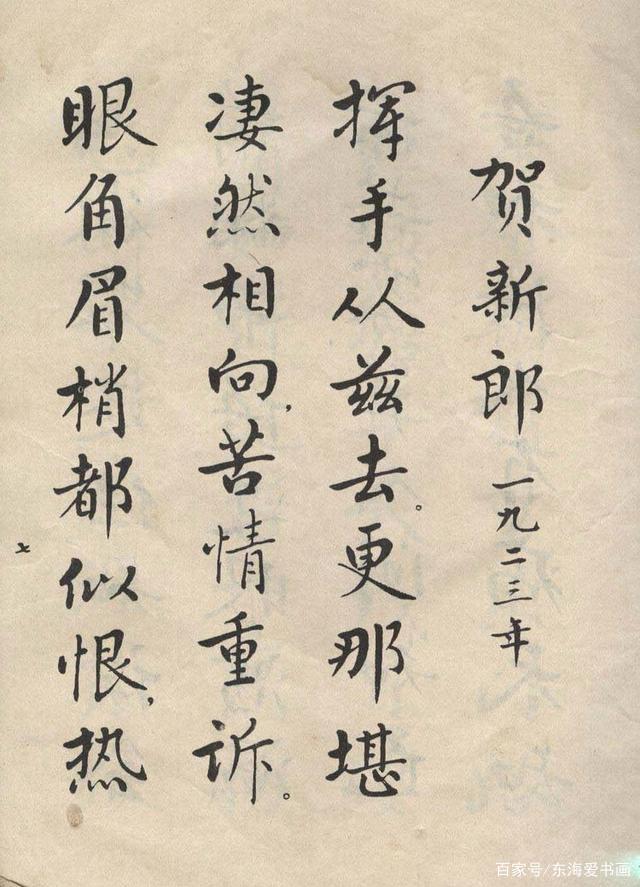 贺新郎 一九二三年
挥手从兹去。更那堪
凄然相向,苦情重诉。
眼角眉梢都似恨,热
七
百家号/东海爱书画